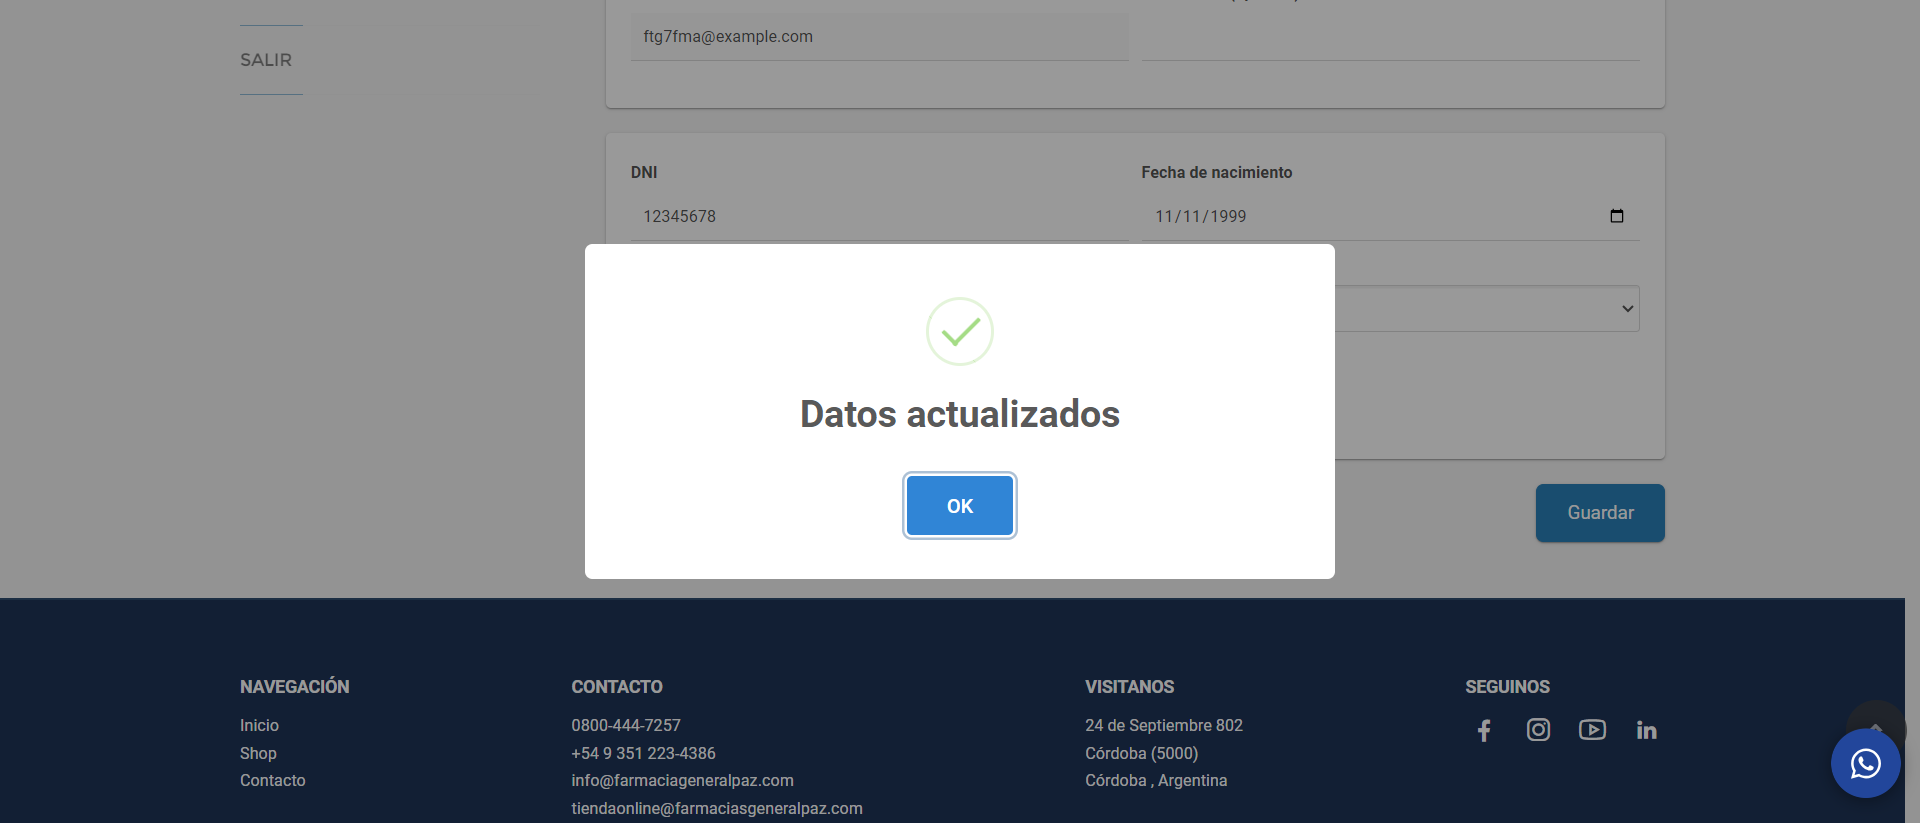 SALIR
ftg7fma@example.com
DNI
Fecha de nacimiento
12345678
11/11/1999
Datos actualizados
OK
Guardar
NAVEGACIÓN
Inicio
Shop
Contacto
CONTACTO
0800-444-7257
+54 9 351 223-4386
info@farmaciageneralpaz.com
tiendaonline@farmaciasgeneralpaz.com
VISITANOS
24 de Septiembre 802
Córdoba (5000)
Córdoba , Argentina
SEGUINOS